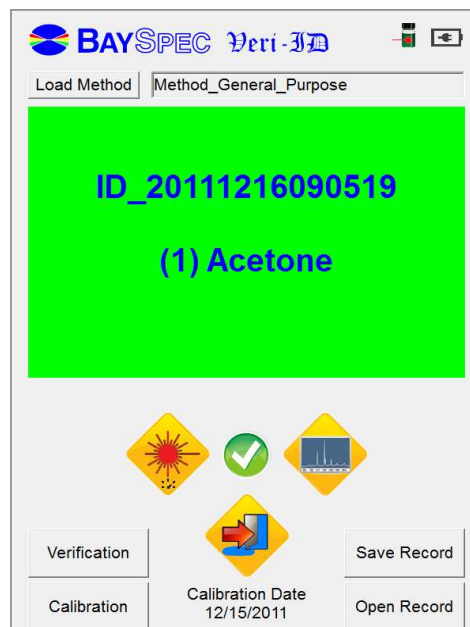 BAYSPEC Veri-ID
Load Method Method_General_Purpose
ID_20111216090519
(1) Acetone
Verification
Save Record
Calibration
Calibration Date
12/15/2011
Open Record